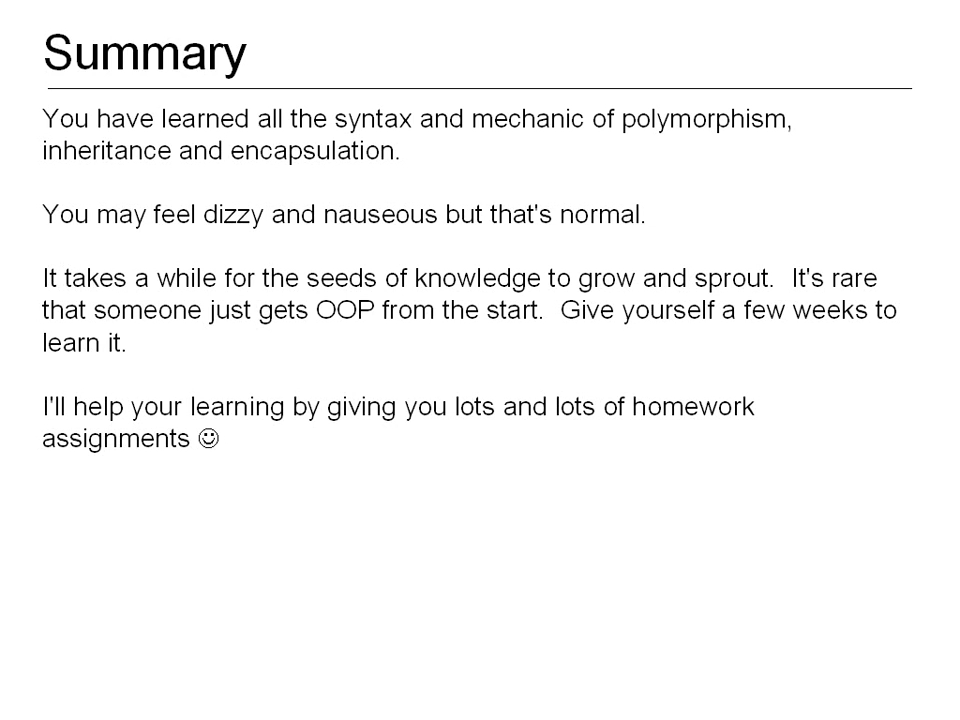 Summary
You have learned all the syntax and mechanic of polymorphism,
inheritance and encapsulation.
You may feel dizzy and nauseous but that's normal.
It takes a while for the seeds of knowledge to grow and sprout.  It's rare
that someone just gets OOP from the start.  Give yourself a few weeks to
learn it.
I'll help your learning by giving you lots and lots of homework
assignments ☺